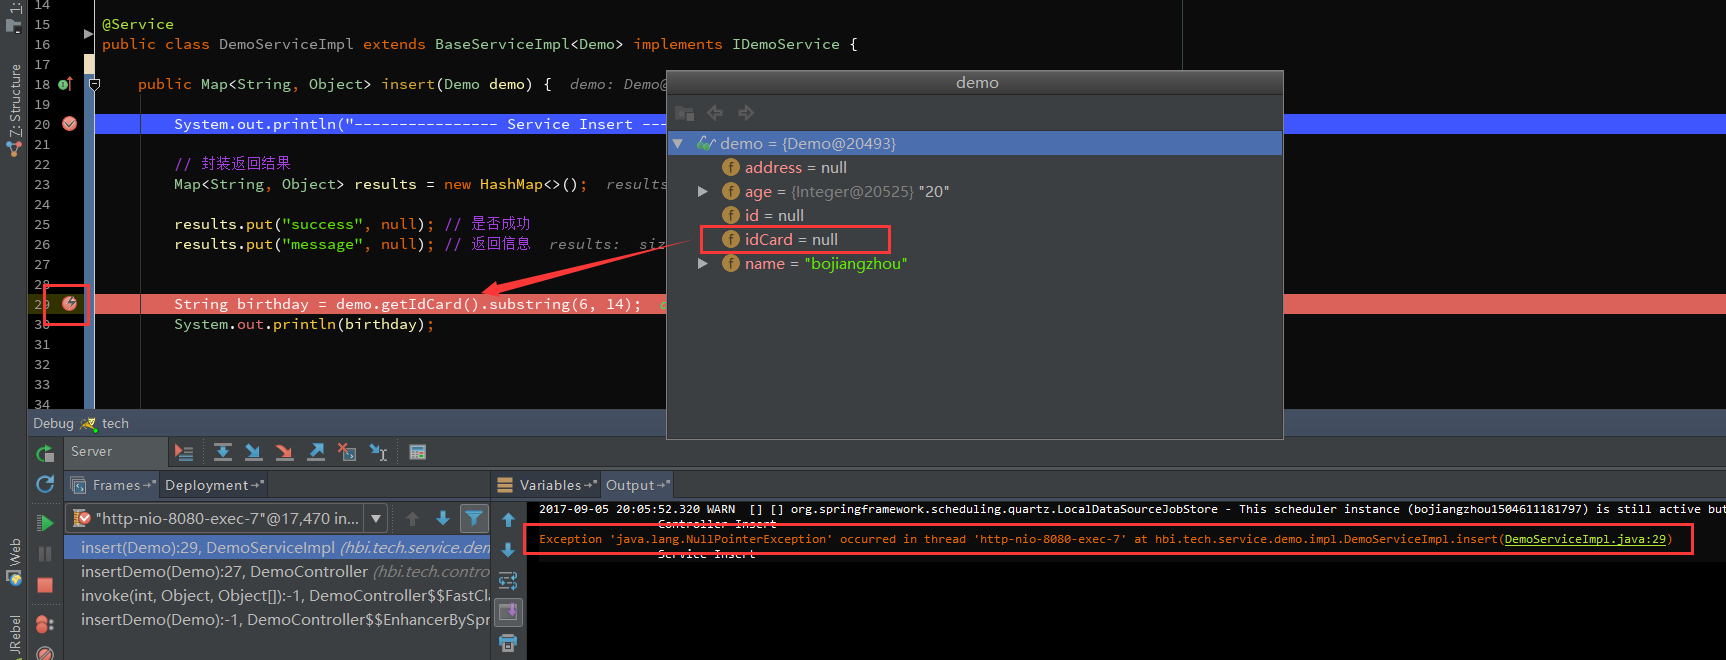 14
15 @Service
16 public class DemoServiceImpl extends BaseServiceImpl<Demo> implements IDemoService {
17
18 public Map<String, Object> insert(Demo demo) { demo: Demo@
19
20 System.out.println("---------------- Service Insert ---
21
22 // 封装返回结果
23 Map<String, Object> results = new HashMap<>(); results
24
25 results.put("success", null); // 是否成功
26 results.put("message", null); // 返回信息 results: siz
27
28
29 String birthday = demo.getIdCard().substring(6, 14);
30 System.out.println(birthday);
31
32
33
34
demo
demo = {Demo@20493}
address = null
age = {Integer@20525} "20"
id = null
idCard = null
name = "bojiangzhou"
1:
7: Structure
Web
JRebel
Debug tech
Server
Frames
Deployment
Variables
Output
"http-nio-8080-exec-7"@17,470 in...
insert(Demo):29, DemoServiceImpl (hbi.tech.service.dem
insertDemo(Demo):27, DemoController (hbi.tech.contro
invoke(int, Object, Object[]):-1, DemoController$$FastCla
insertDemo(Demo):-1, DemoController$$EnhancerBySpr
2017-09-05 20:05:52.320 WARN [] [] org.springframework.scheduling.quartz.LocalDataSourceJobStore - This scheduler instance (bojiangzhou1504611181797) is still active but
Controller Insert
Exception 'java.lang.NullPointerException' occurred in thread 'http-nio-8080-exec-7' at hbi.tech.service.demo.impl.DemoServiceImpl.insert(DemoServiceImpl.java:29)
Service Insert